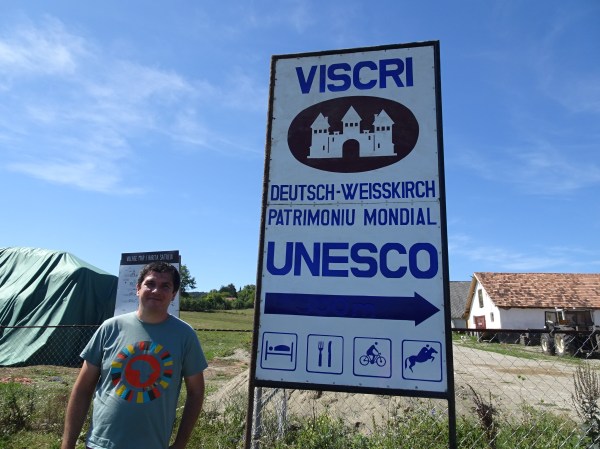 VISCRI
DEUTSCH-WEISSKIRCH
PATRIMONIU MONDIAL
UNESCO